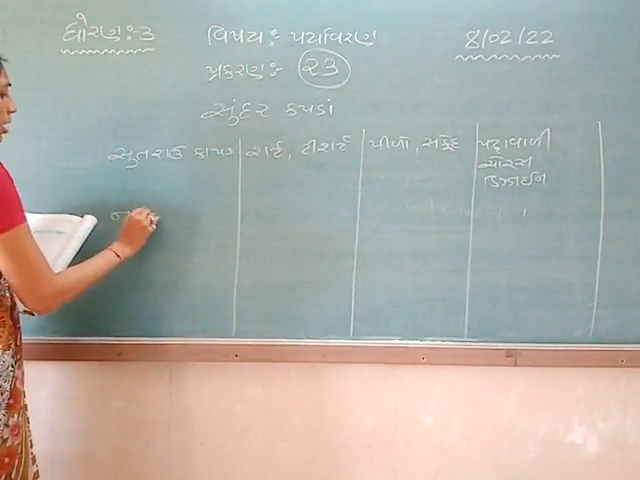 ધોરણ:-૩
વિષય: પર્યાવરણ
8/02/22
પ્રકરણ:- ૨૩
સુંદર કપડાં
સુતરાઉ કાપડ
શર્ટ, ટીશર્ટ
પીળો, સફેદ
પટ્ટાવાળી
ચોરસ
ડિઝાઈન